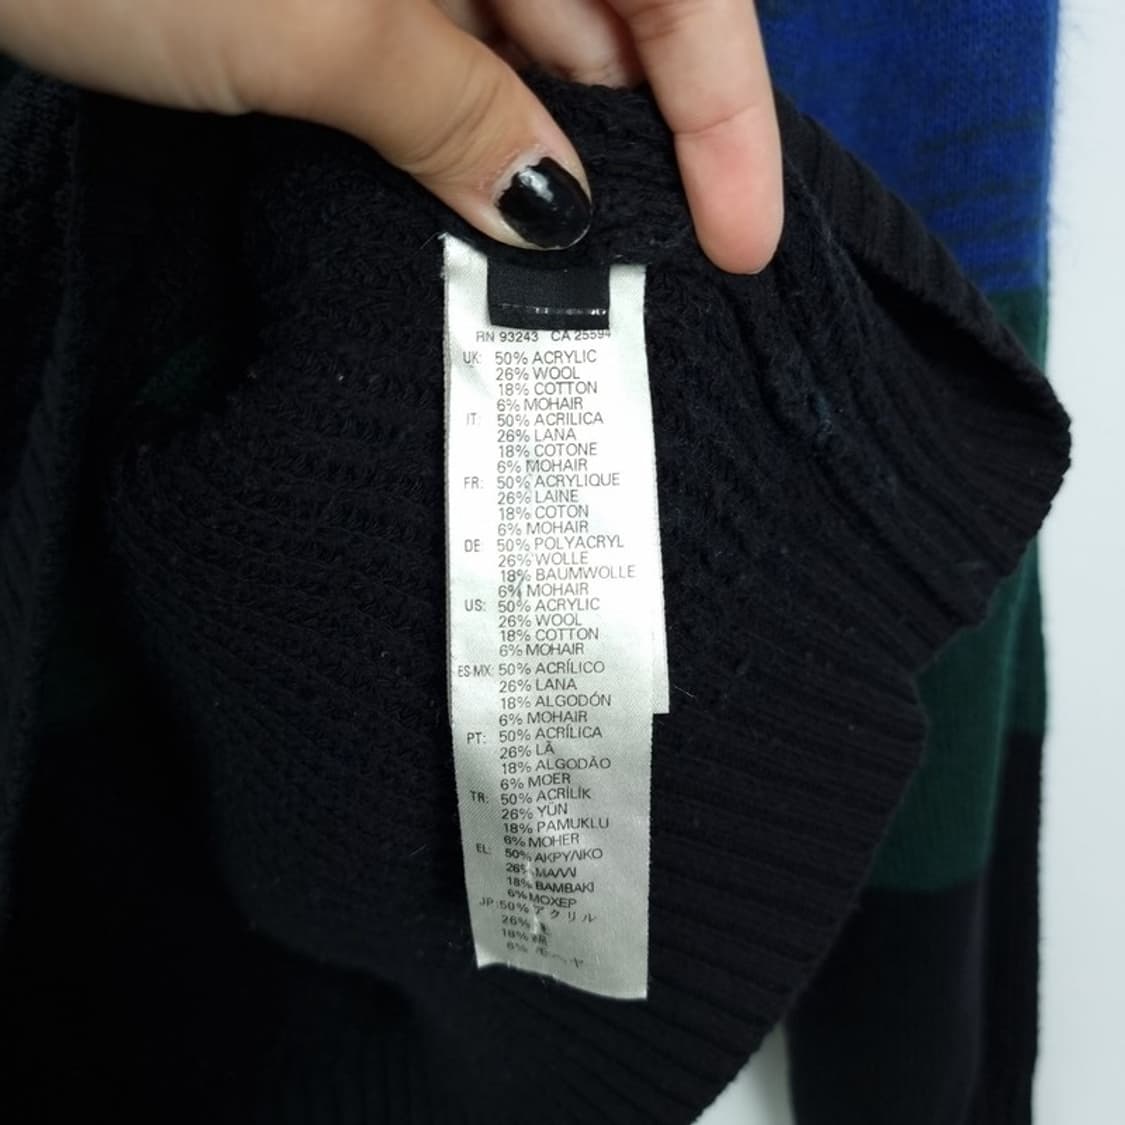 RN 93243 CA 25594
UK: 50% ACRYLIC
26% WOOL
18% COTTON
6% MOHAIR
IT: 50% ACRILICA
26% LANA
18% COTONE
6% MOHAIR
FR: 50% ACRYLIQUE
26% LAINE
18% COTON
6% MOHAIR
DE 50% POLYACRYL
26% WOLLE
18% BAUMWOLLE
6% MOHAIR
US: 50% ACRYLIC
26% WOOL
18% COTTON
6% MOHAIR
ES-MX: 50% ACRÍLICO
26% LANA
18% ALGODÓN
6% MOHAIR
PT: 50% ACRÍLICA
26% LÃ
18% ALGODÃO
6% MOER
TR: 50% ACRİLİK
26% YÜN
18% PAMUKLU
6% MOHER
EL: 50% ΑΚΡΥΛΙΚΟ
26% ΜΑΛΛΙ
18% ΒΑΜΒΑΚΙ
6% ΜΟΧΕΡ
JP: 50% アクリル
26%
18% 綿
6% モヘヤ